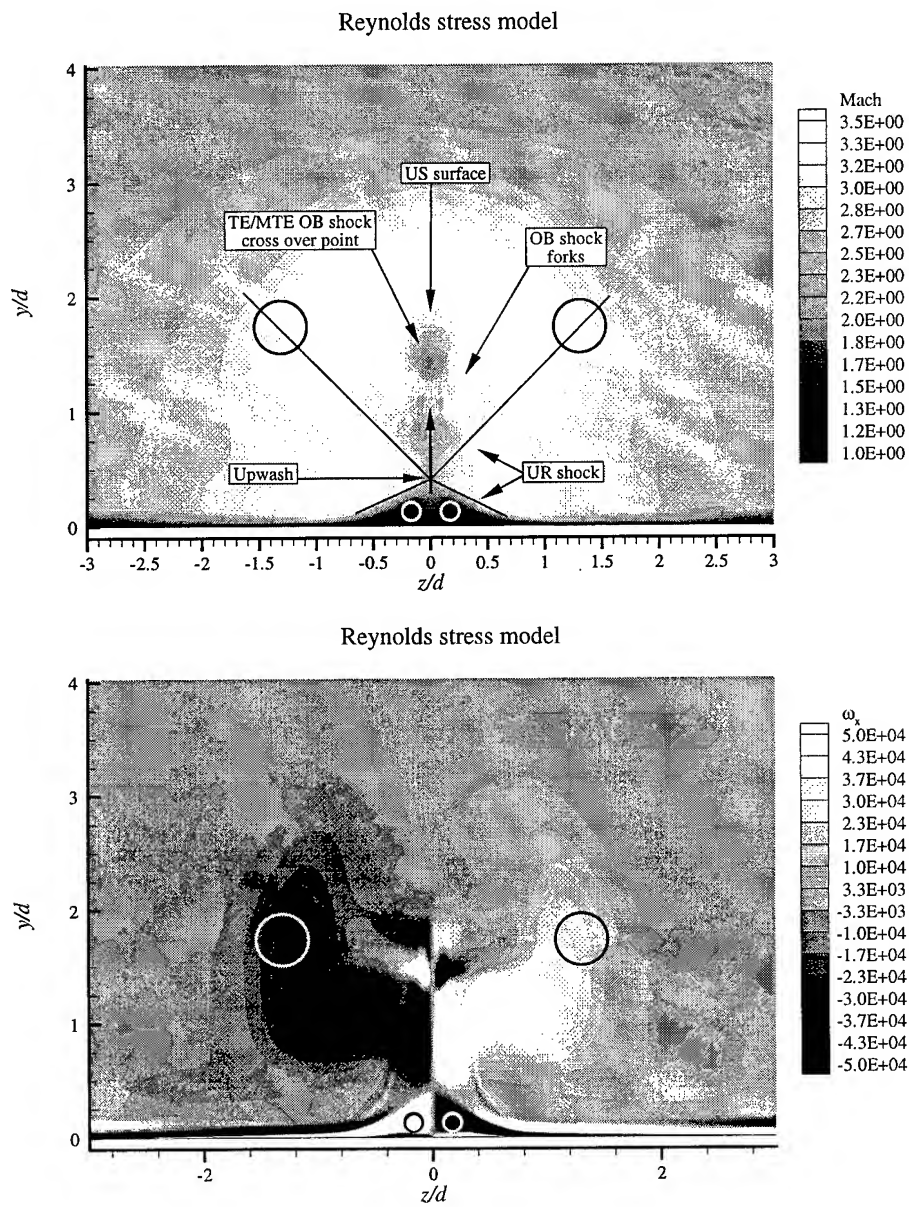 Reynolds stress model
4
3
2
1
0
y/d
US surface
TE/MTE OB shock
cross over point
OB shock
forks
Upwash
UR shock
-3 -2.5 -2 -1.5 -1 -0.5 0 0.5 1 1.5 2 2.5 3
z/d
Mach
3.5E+00
3.3E+00
3.2E+00
3.0E+00
2.8E+00
2.7E+00
2.5E+00
2.3E+00
2.2E+00
2.0E+00
1.8E+00
1.7E+00
1.5E+00
1.3E+00
1.2E+00
1.0E+00
Reynolds stress model
4
3
2
1
0
y/d
-2 0 2
z/d
ωx
5.0E+04
4.3E+04
3.7E+04
3.0E+04
2.3E+04
1.7E+04
1.0E+04
3.3E+03
-3.3E+03
-1.0E+04
-1.7E+04
-2.3E+04
-3.0E+04
-3.7E+04
-4.3E+04
-5.0E+04